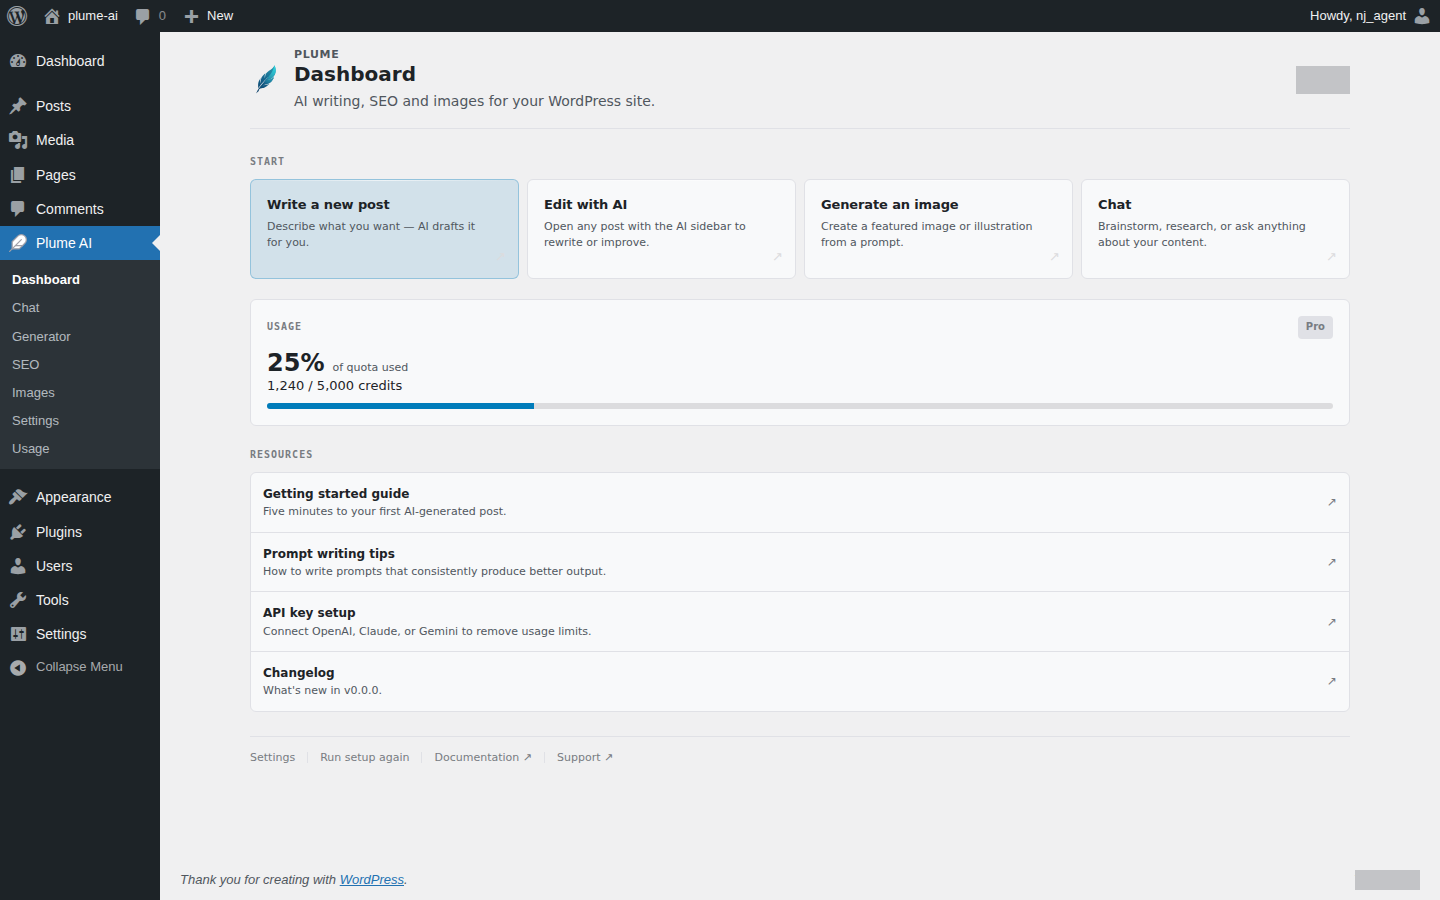 plume-ai
0
New
Howdy, nj_agent
Dashboard
Posts
Media
Pages
Comments
Plume AI
Dashboard
Chat
Generator
SEO
Images
Settings
Usage
Appearance
Plugins
Users
Tools
Settings
Collapse Menu
PLUME
Dashboard
AI writing, SEO and images for your WordPress site.
START
Write a new post
Describe what you want — AI drafts it
for you.
Edit with AI
Open any post with the AI sidebar to
rewrite or improve.
↗
Generate an image
Create a featured image or illustration
from a prompt.
↗
Chat
Brainstorm, research, or ask anything
about your content.
↗
USAGE
Pro
25% of quota used
1,240 / 5,000 credits
RESOURCES
Getting started guide
Five minutes to your first AI-generated post.
↗
Prompt writing tips
How to write prompts that consistently produce better output.
↗
API key setup
Connect OpenAI, Claude, or Gemini to remove usage limits.
↗
Changelog
What's new in v0.0.0.
↗
Settings
Run setup again
Documentation ↗
Support ↗
Thank you for creating with WordPress.